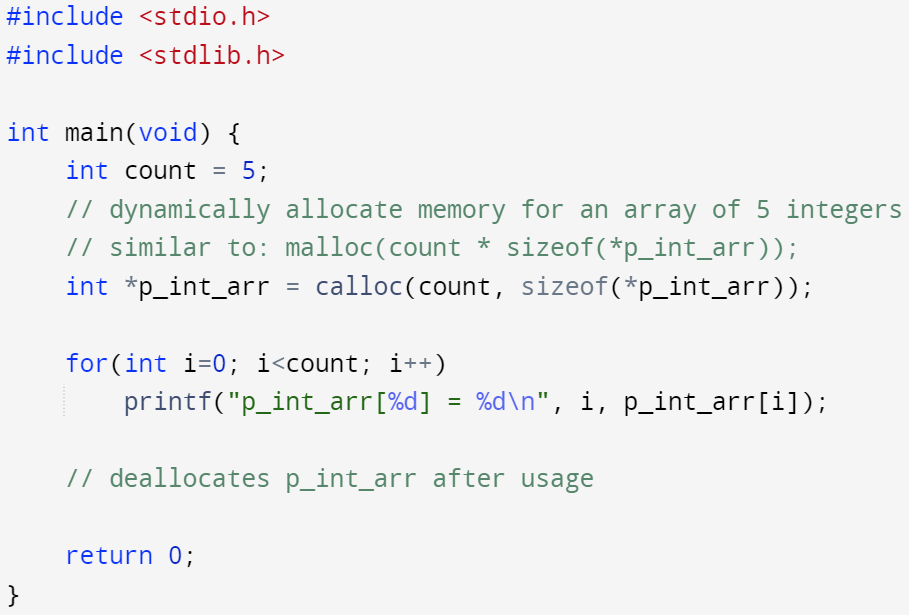 #include <stdio.h>
#include <stdlib.h>

int main(void) {
    int count = 5;
    // dynamically allocate memory for an array of 5 integers
    // similar to: malloc(count * sizeof(*p_int_arr));
    int *p_int_arr = calloc(count, sizeof(*p_int_arr));

    for(int i=0; i<count; i++)
        printf("p_int_arr[%d] = %d\n", i, p_int_arr[i]);

    // deallocates p_int_arr after usage

    return 0;
}